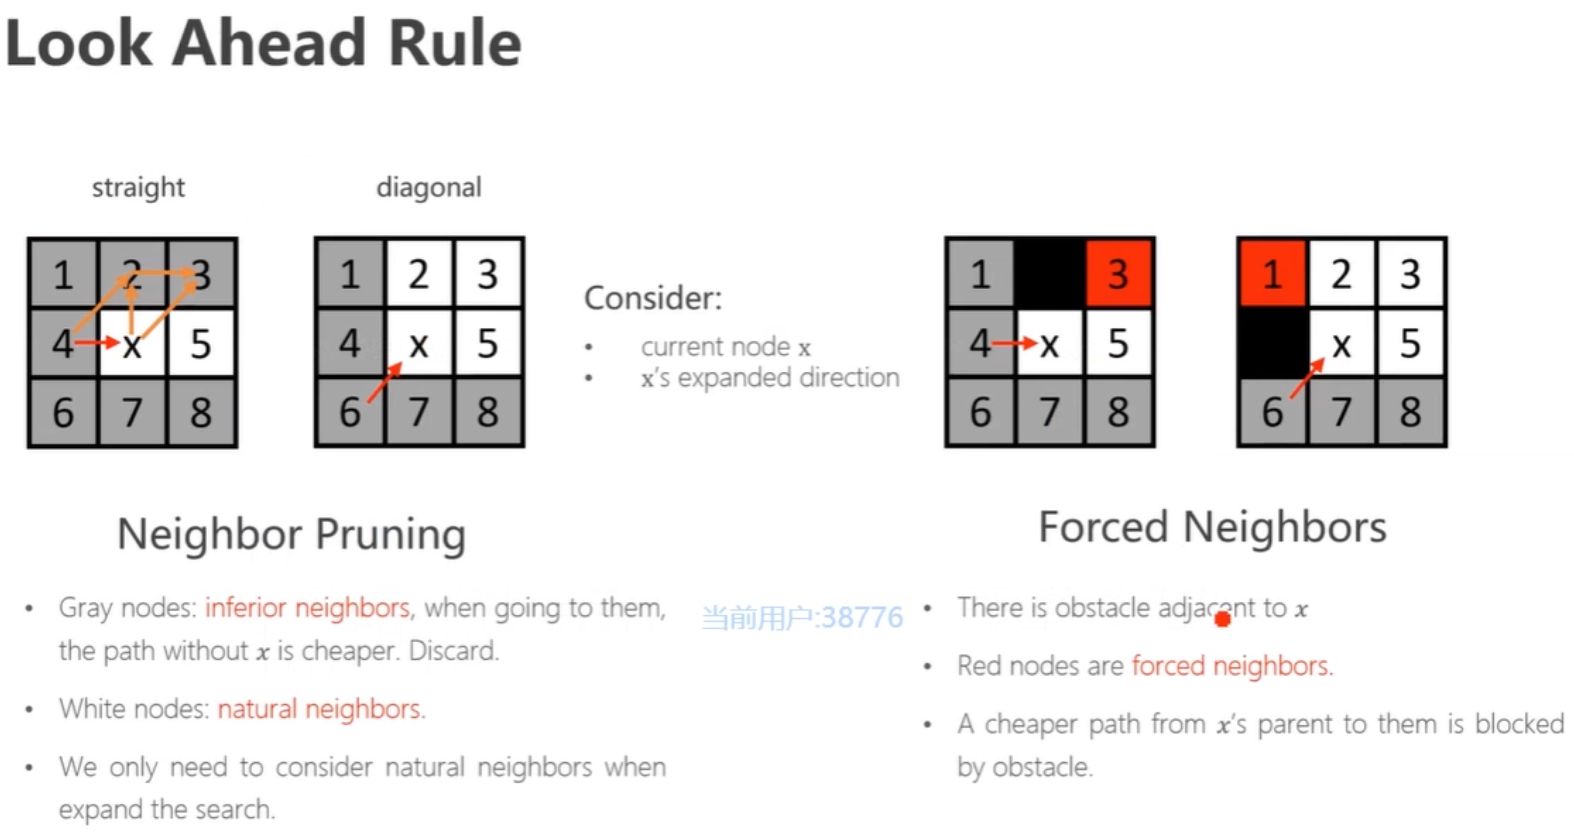 Look Ahead Rule
straight
diagonal
1 2 3
4 x 5
6 7 8
1 2 3
4 x 5
6 7 8
Consider:
• current node x
• x's expanded direction
1 3
4 x 5
6 7 8
1 2 3
x 5
6 7 8
Neighbor Pruning
• Gray nodes: inferior neighbors, when going to them,
the path without x is cheaper. Discard.
• White nodes: natural neighbors.
• We only need to consider natural neighbors when
expand the search.
当前用户:38776
Forced Neighbors
• There is obstacle adjacent to x
• Red nodes are forced neighbors.
• A cheaper path from x's parent to them is blocked
by obstacle.